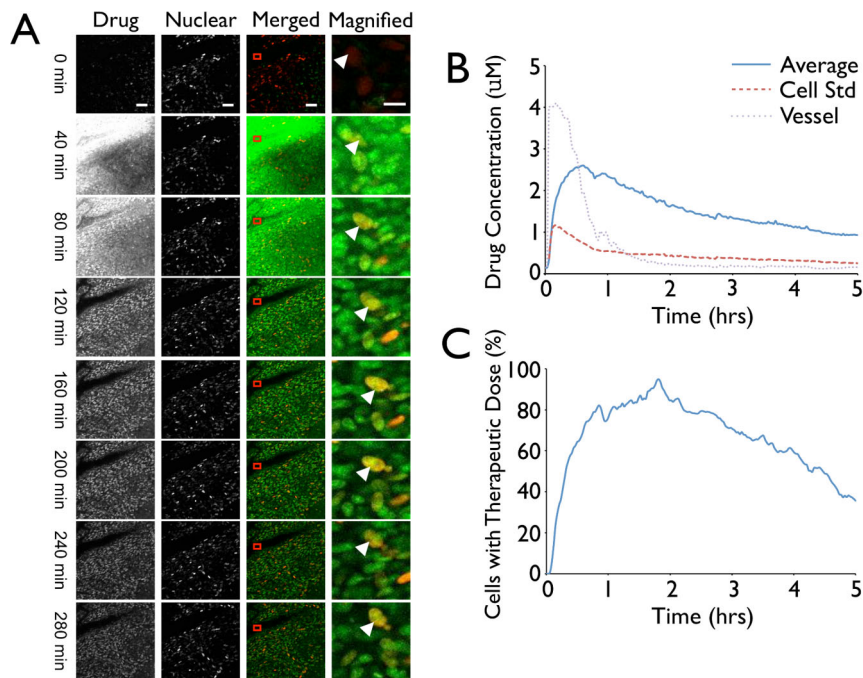 A
Drug Nuclear Merged Magnified
0 min
40 min
80 min
120 min
160 min
200 min
240 min
280 min
B
Drug Concentration (uM)
5
4
3
2
1
0
Average
Cell Std
Vessel
0 1 2 3 4 5
Time (hrs)
C
Cells with Therapeutic Dose (%)
100
80
60
40
20
0
0 1 2 3 4 5
Time (hrs)